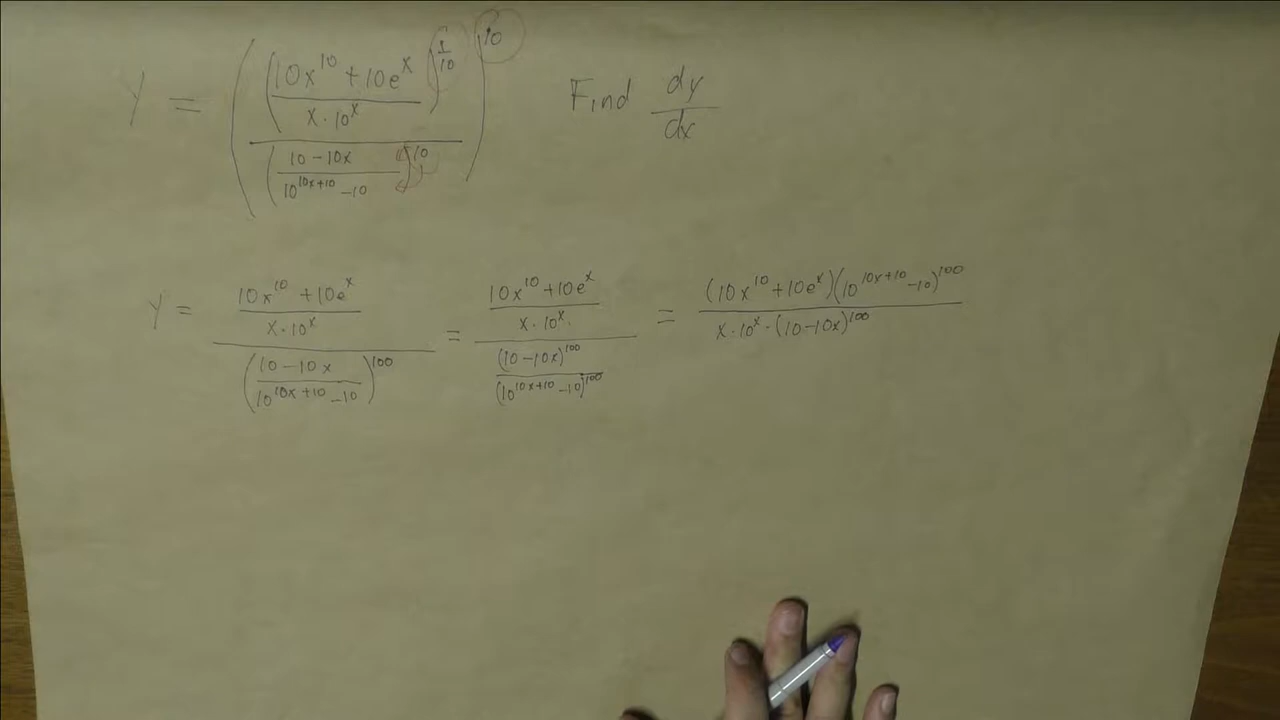 Y = (((10x^10 + 10e^x)/(x·10^x))^(1/10) / ((10-10x)/(10^(10x+10) -10))^10)^10 Find dy/dx
Y = ((10x^10 + 10e^x)/(x·10^x)) / ((10-10x)/(10^(10x+10) -10))^100 = ((10x^10 + 10e^x)/(x·10^x)) / ((10-10x)^100/(10^(10x+10) -10)^100) = ((10x^10 + 10e^x)(10^(10x+10) -10)^100)/(x·10^x·(10-10x)^100)